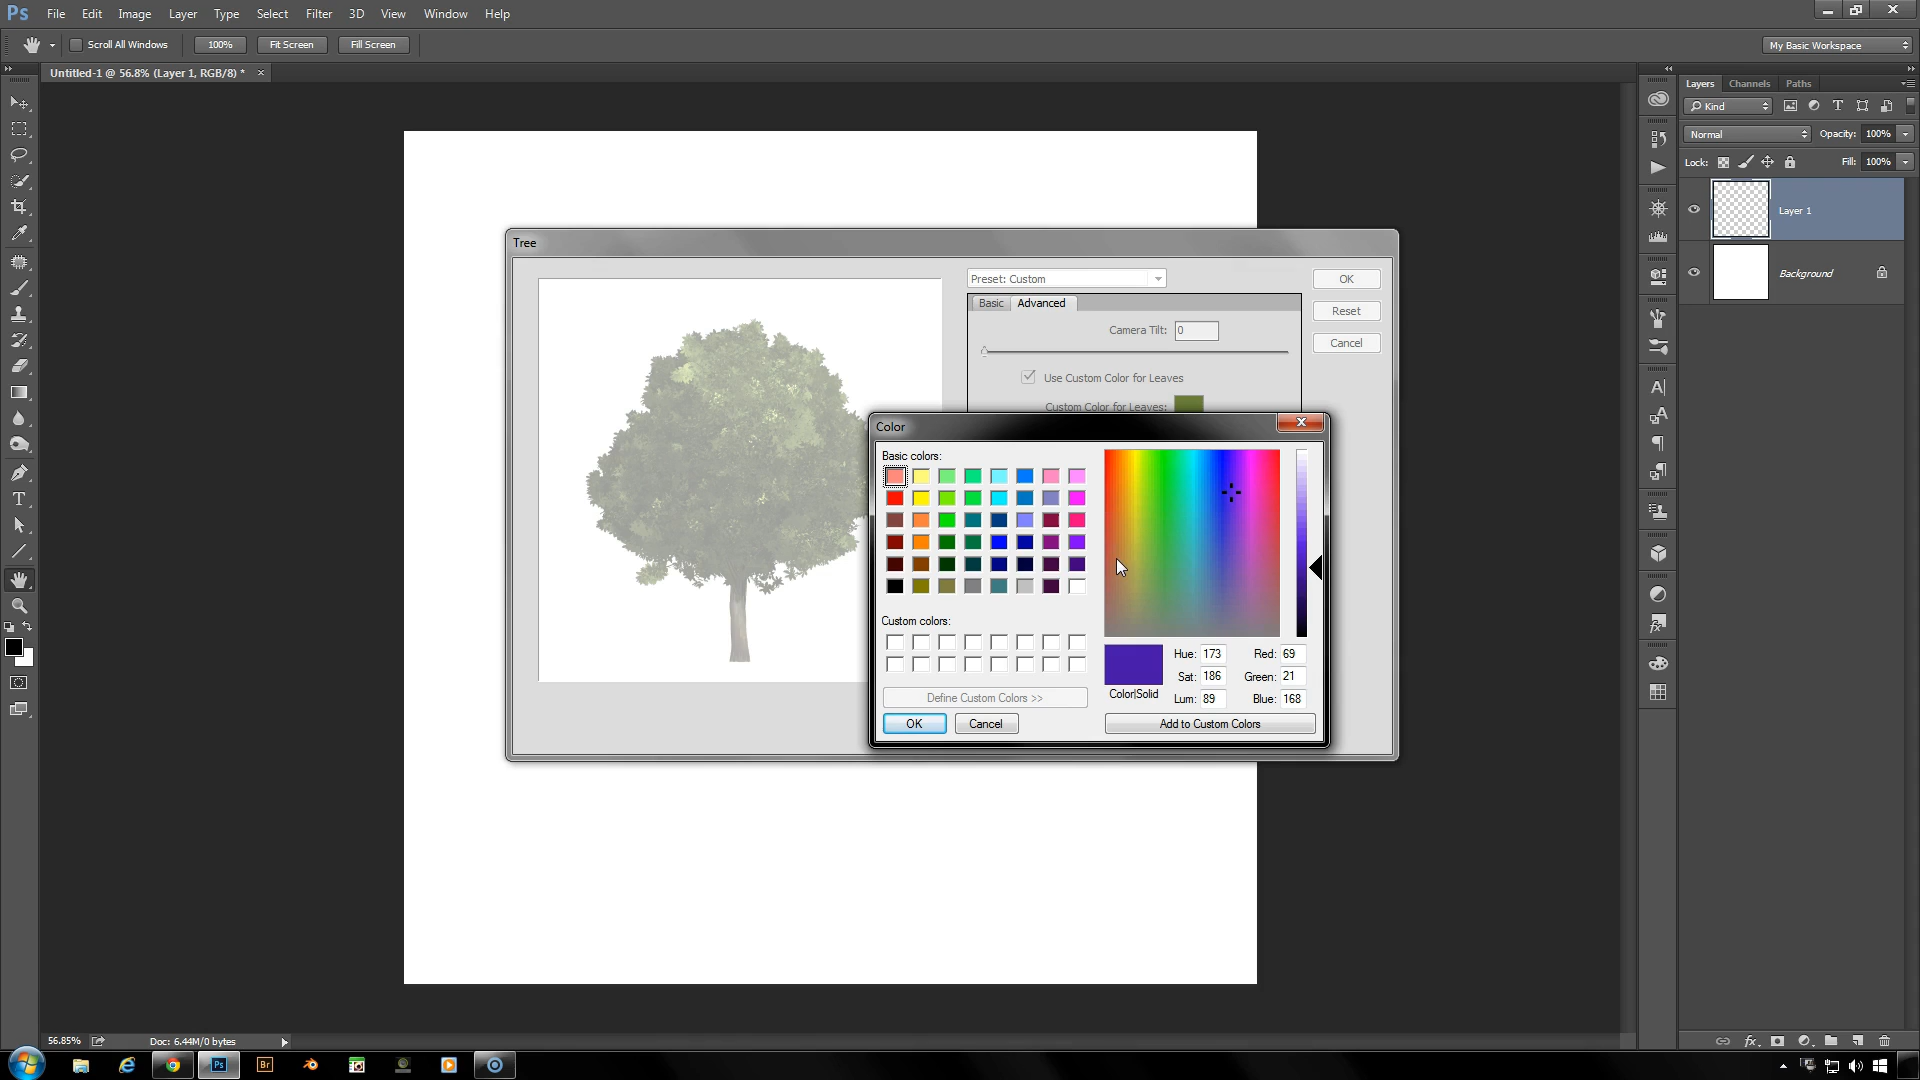 Ps File Edit Image Layer Type Select Filter 3D View Window Help
Scroll All Windows 100% Fit Screen Fill Screen My Basic Workspace
Untitled-1 @ 56.8% (Layer 1, RGB/8) * ×
Layers Channels Paths
Kind
Normal Opacity: 100%
Lock: Fill: 100%
Layer 1
Background
Tree
Preset: Custom OK
Basic Advanced
Reset
Camera Tilt: 0
Cancel
Use Custom Color for Leaves
Custom Color for Leaves:
Color
Basic colors:
Custom colors:
Hue: 173 Red: 69
Sat: 186 Green: 21
Color|Solid
Lum: 89 Blue: 168
Define Custom Colors >>
OK Cancel Add to Custom Colors
56.85% Doc: 6.44M/0 bytes
Ps Br